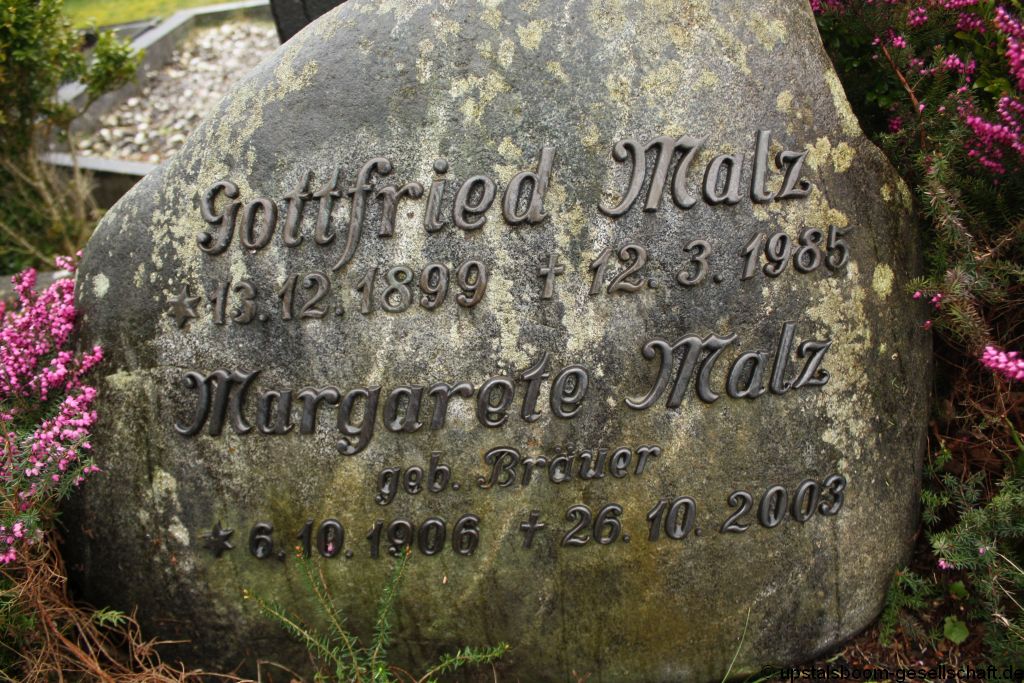 Gottfried Malz
* 13. 12. 1899 † 12. 3. 1985
Margarete Malz
geb. Bräuer
* 6. 10. 1906 † 26. 10. 2003
© upstalsboom-gesellschaft.de